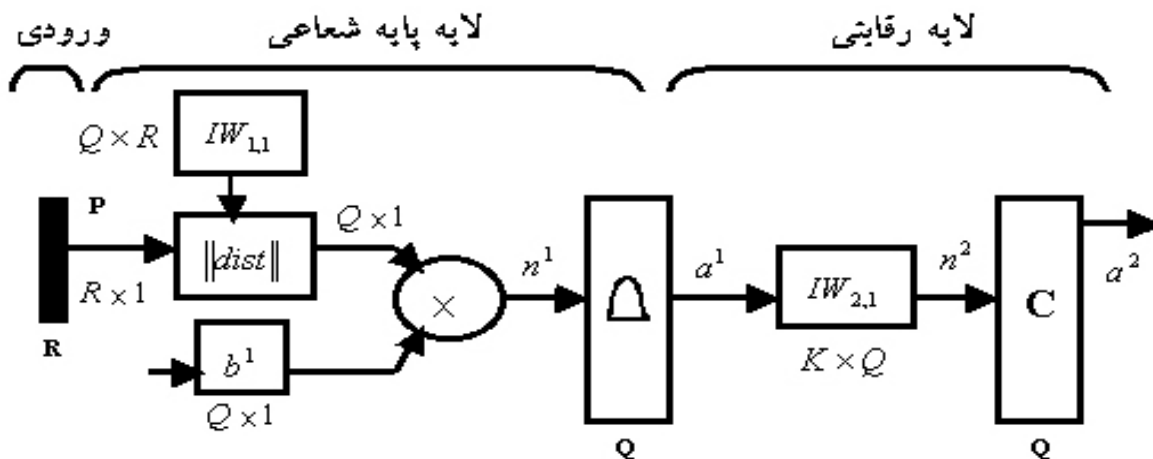 ورودی
لایه پایه شعاعی
لایه رقابتی
Q × R
IW₁,₁
P
R × 1
R
‖dist‖
Q × 1
b¹
Q × 1
×
n¹
Q
a¹
IW₂,₁
K × Q
n²
C
Q
a²